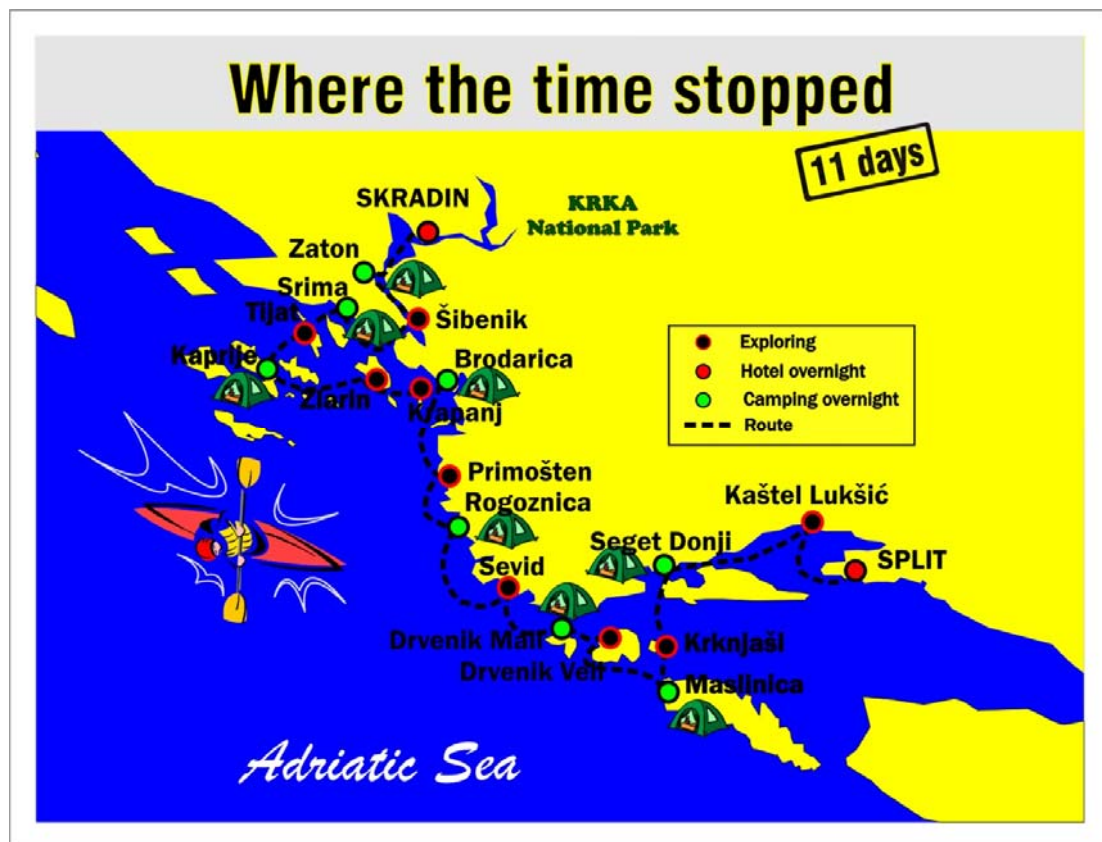 Where the time stopped
11 days
SKRADIN
KRKA
National Park
Zaton
Srima
Tijat
Šibenik
Kaprije
Brodarica
Zlarin
Krapanj
Exploring
Hotel overnight
Camping overnight
Route
Primošten
Rogoznica
Kaštel Lukšić
Seget Donji
SPLIT
Sevid
Drvenik Mali
Drvenik Veli
Krknjaši
Maslinica
Adriatic Sea